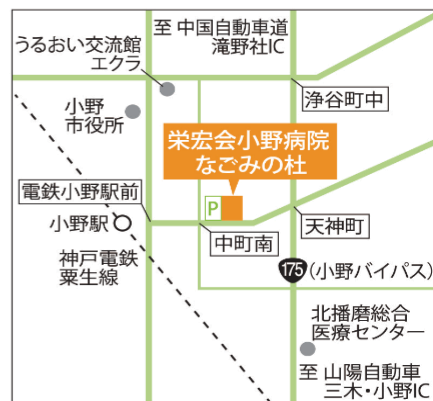 至 中国自動車道
滝野社IC
うるおい交流館
エクラ
小野
市役所
浄谷町中
栄宏会小野病院
なごみの杜
P
電鉄小野駅前
小野駅
中町南
天神町
神戸電鉄
粟生線
175 (小野バイパス)
北播磨総合
医療センター
至 山陽自動車
三木・小野IC